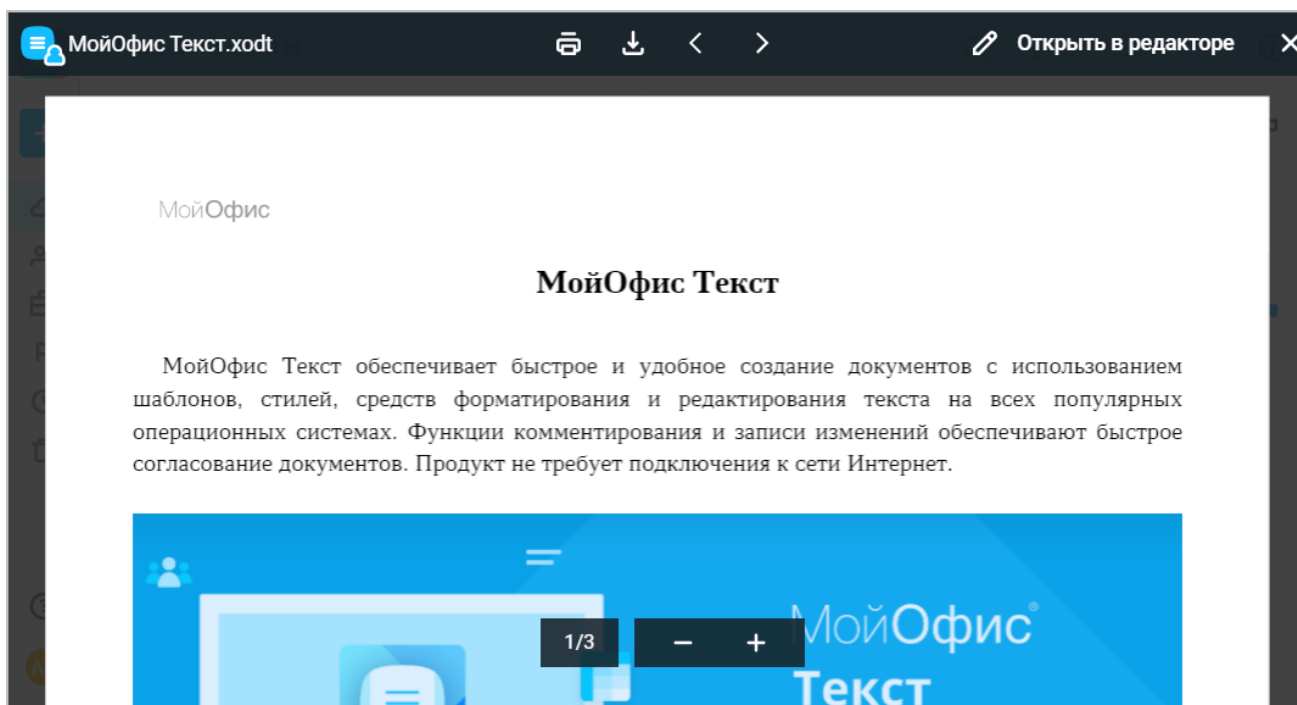 МойОфис Текст.xodt
Открыть в редакторе
МойОфис
МойОфис Текст
МойОфис Текст обеспечивает быстрое и удобное создание документов с использованием
шаблонов, стилей, средств форматирования и редактирования текста на всех популярных
операционных системах. Функции комментирования и записи изменений обеспечивают быстрое
согласование документов. Продукт не требует подключения к сети Интернет.
МойОфис®
1/3 − +
Текст